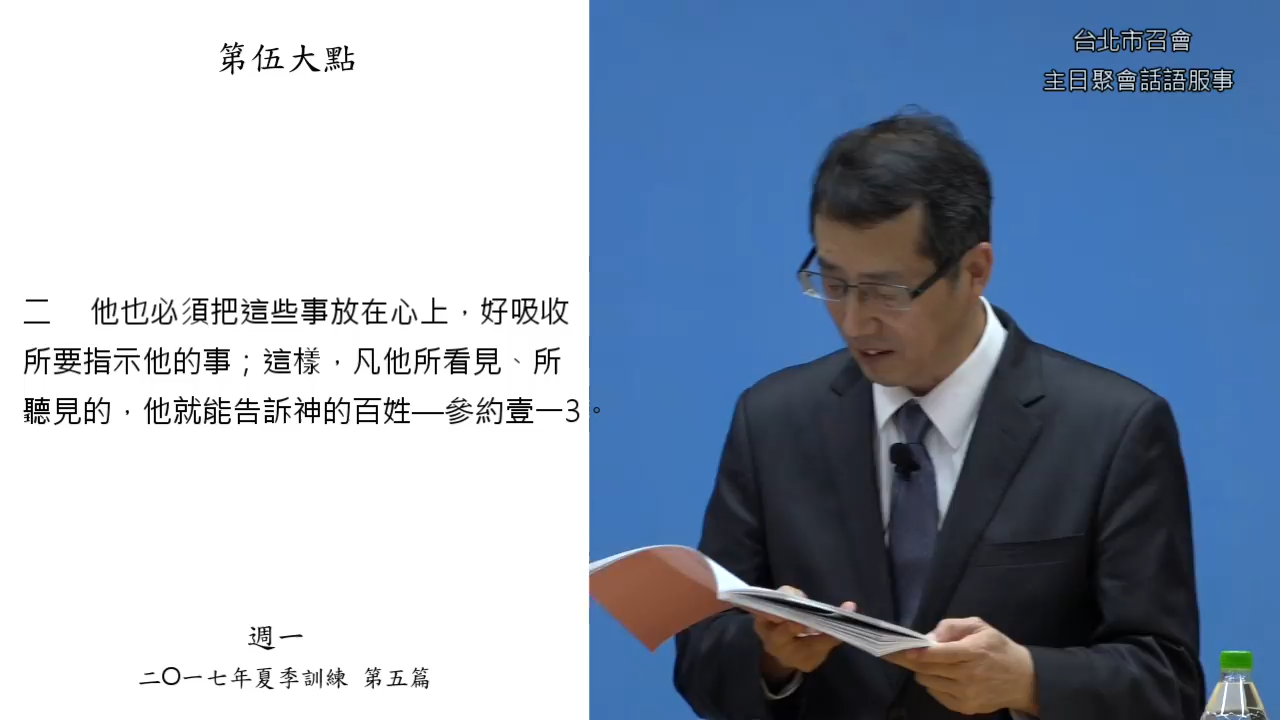 第伍大點
二 他也必須把這些事放在心上，好吸收
所要指示他的事；這樣，凡他所看見、所
聽見的，他就能告訴神的百姓—參約壹一3。
週一
二〇一七年夏季訓練 第五篇
台北市召會
主日聚會話語服事